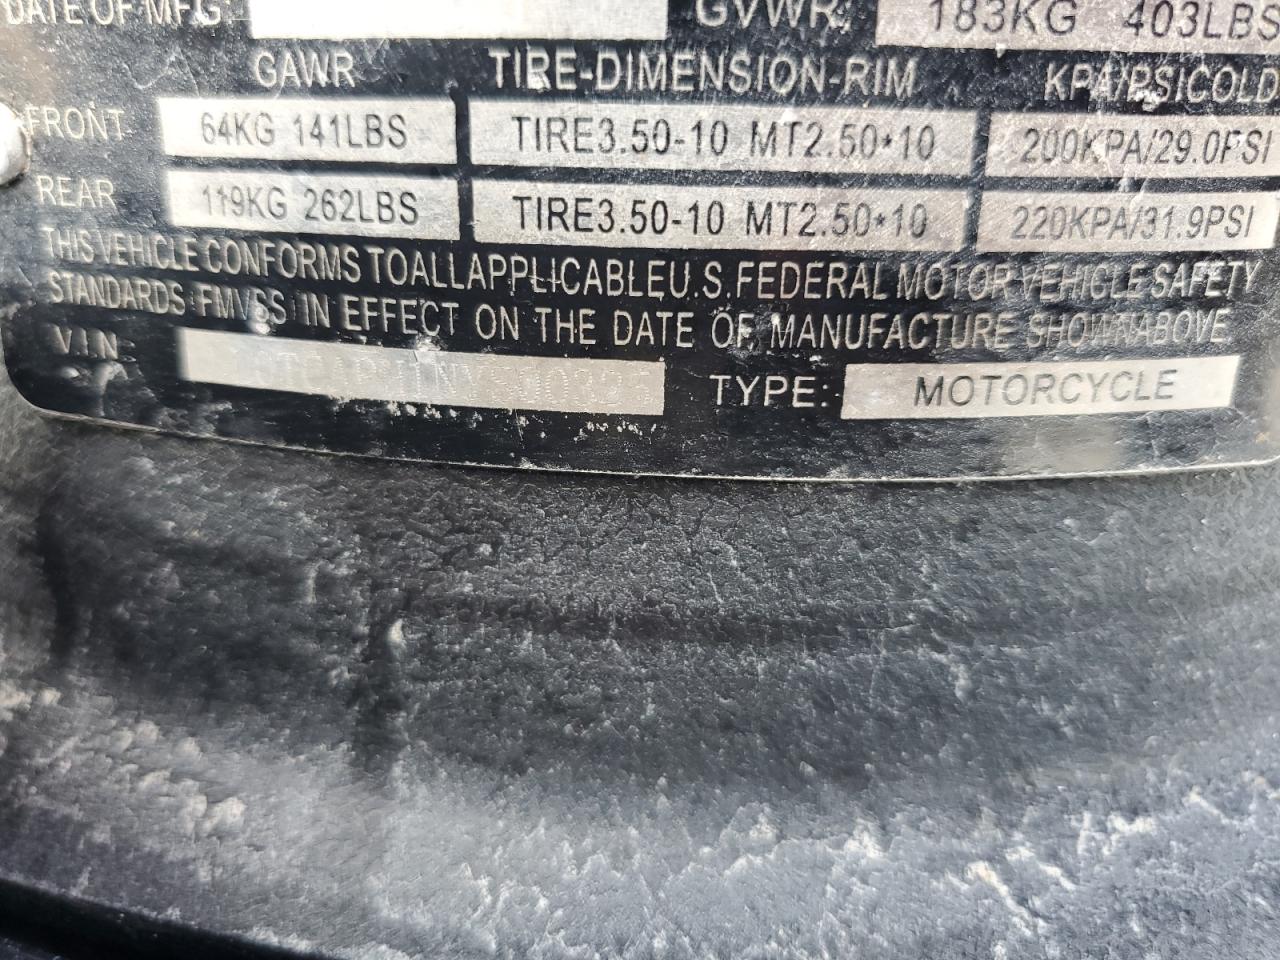 DATE OF MFG: GVWR: 183KG 403LBS
GAWR TIRE-DIMENSION-RIM KPA/PSICOLD
FRONT 64KG 141LBS TIRE3.50-10 MT2.50*10 200KPA/29.0PSI
REAR 119KG 262LBS TIRE3.50-10 MT2.50*10 220KPA/31.9PSI
THIS VEHICLE CONFORMS TOALLAPPLICABLEU.S.FEDERAL MOTOR VEHICLE SAFETY
STANDARDS FMVSS IN EFFECT ON THE DATE OF MANUFACTURE SHOWNABOVE
V.I.N TYPE: MOTORCYCLE